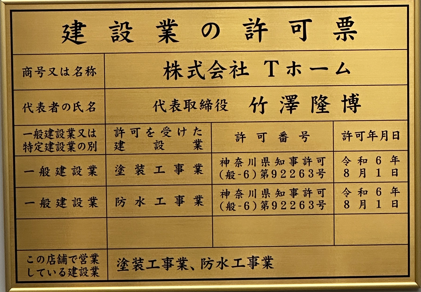 建設業の許可票
商号又は名称 株式会社 Tホーム
代表者の氏名 代表取締役 竹澤隆博
一般建設業又は
特定建設業の別
許可を受けた
建設業
許可番号
許可年月日
一般建設業
塗装工事業
神奈川県知事許可
(般-6)第92263号
令和6年
8月1日
一般建設業
防水工事業
神奈川県知事許可
(般-6)第92263号
令和6年
8月1日
この店舗で営業
している建設業
塗装工事業、防水工事業